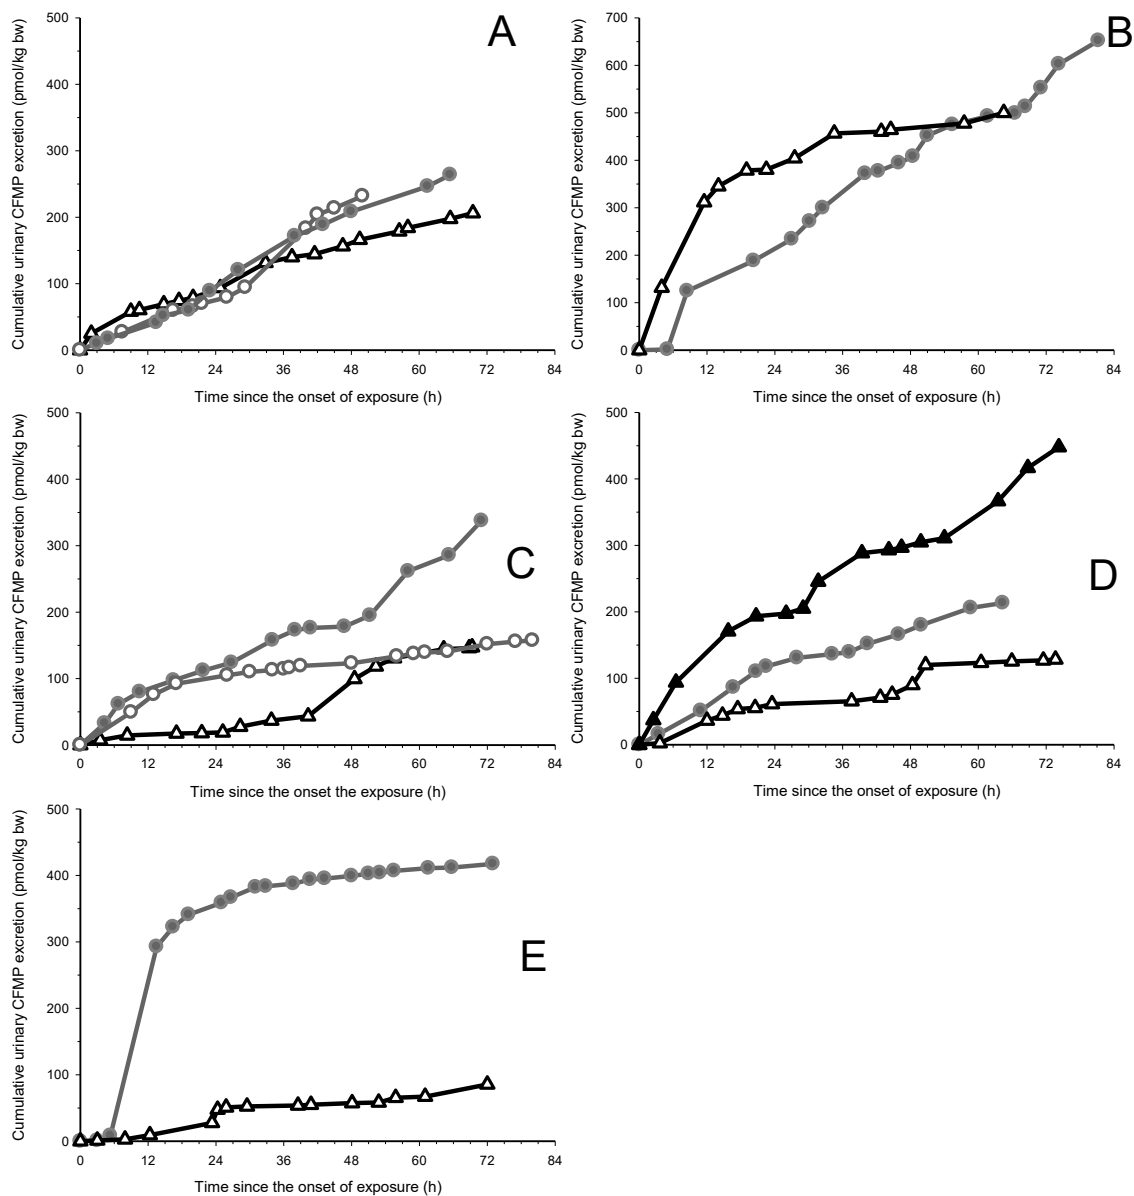 A
Cumulative urinary CFMP excretion (pmol/kg bw)
500
400
300
200
100
0
0 12 24 36 48 60 72 84
Time since the onset of exposure (h)
B
Cumulative urinary CFMP excretion (pmol/kg bw)
700
600
500
400
300
200
100
0
0 12 24 36 48 60 72 84
Time since the onset of exposure (h)
C
Cumulative urinary CFMP excretion (pmol/kg bw)
500
400
300
200
100
0
0 12 24 36 48 60 72 84
Time since the onset the exposure (h)
D
Cumulative urinary CFMP excretion (pmol/kg bw)
500
400
300
200
100
0
0 12 24 36 48 60 72 84
Time since the onset of exposure (h)
E
Cumulative urinary CFMP excretion (pmol/kg bw)
500
400
300
200
100
0
0 12 24 36 48 60 72 84
Time since the onset of exposure (h)